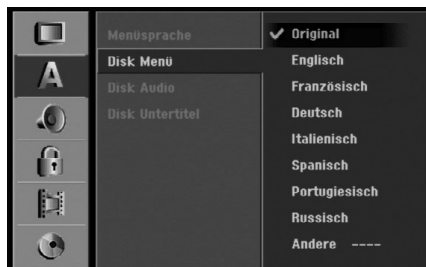 A
Menüsprache
Disk Menü
Disk Audio
Disk Untertitel
Original
Englisch
Französisch
Deutsch
Italienisch
Spanisch
Portugiesisch
Russisch
Andere ----